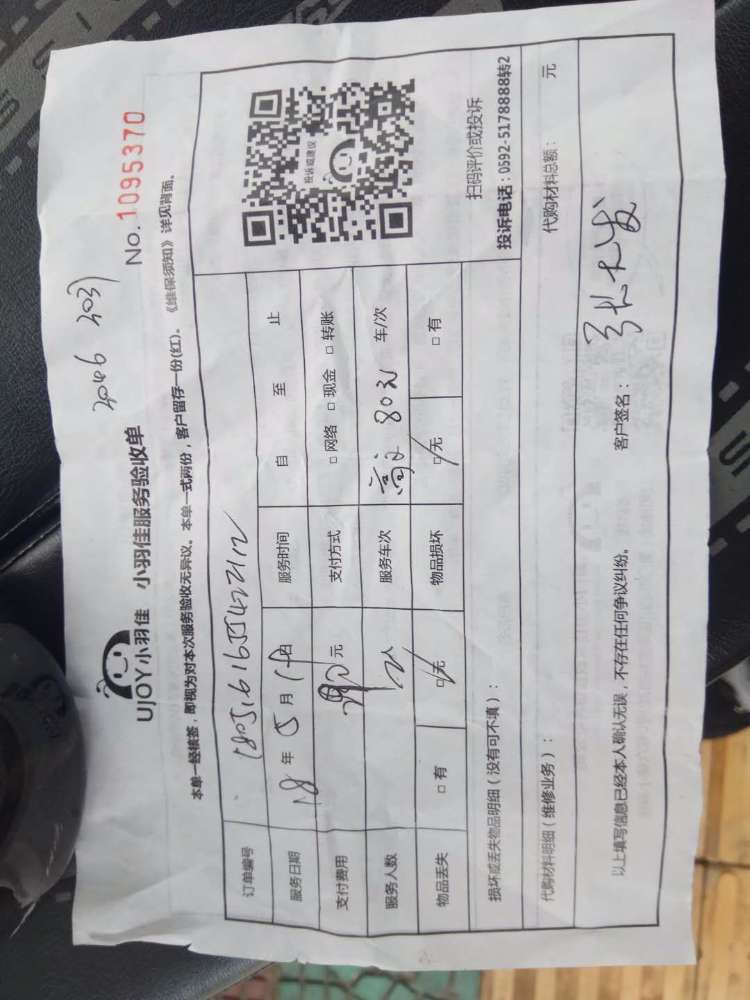 UJOY小羽佳 小羽佳服务验收单
No. 1095370
本单一经核签，即视为对本次服务验收无异议。本单一式两份，客户留存一份(红)。《维保须知》详见背面。
订单编号
服务日期 18 年 5 月 日 服务时间 自 至 止
支付费用 元 支付方式 □ 网络 □ 现金 □ 转账
服务人数 服务车次 80元 车/次
物品丢失 □ 有 □ 无 物品损坏 □ 无 □ 有
投诉或建议
扫码评价或投诉
投诉电话：0592-5178888转2
损坏或丢失物品明细（没有可不填）：
代购材料明细（维修业务）： 代购材料总额： 元
以上填写信息已经本人确认无误，不存在任何争议纠纷。 客户签名：